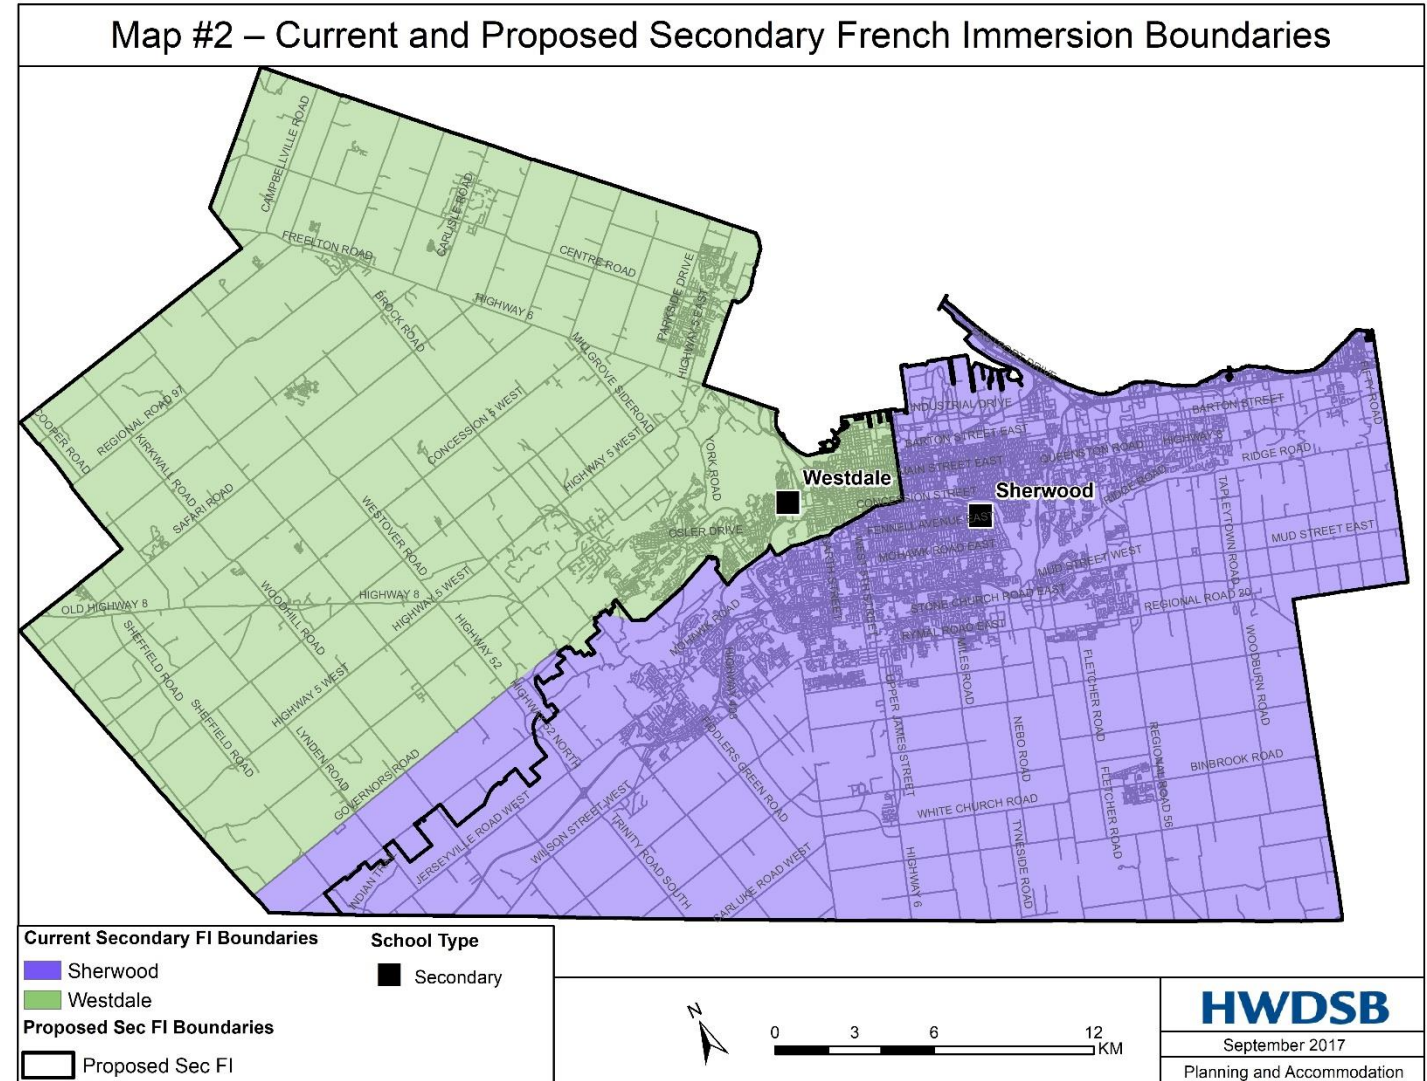 Map #2 – Current and Proposed Secondary French Immersion Boundaries
CAMPBELLVILLE ROAD
CARLISLE ROAD
FREELTON ROAD
CENTRE ROAD
PARKSIDE DRIVE
HIGHWAY 6
HIGHWAY 5 EAST
BROCK ROAD
MILLGROVE SIDEROAD
REGIONAL ROAD 97
COOPER ROAD
KIRKWALL ROAD
CONCESSION 5 WEST
HIGHWAY 5 WEST
YORK ROAD
SAFARI ROAD
WESTOVER ROAD
INDUSTRIAL DRIVE
BARTON STREET
FIFTY ROAD
BARTON STREET EAST
QUEENSTON ROAD
HIGHWAY 8
MAIN STREET EAST
RIDGE ROAD
RIDGE ROAD
Westdale
CONCESSION STREET
Sherwood
OSLER DRIVE
FENNELL AVENUE EAST
TAPLEYTOWN ROAD
MUD STREET EAST
MOHAWK ROAD EAST
MUD STREET WEST
OLD HIGHWAY 8
HIGHWAY 8
WOODHILL ROAD
HIGHWAY 5 WEST
STONE CHURCH ROAD EAST
REGIONAL ROAD 20
SHEFFIELD ROAD
HIGHWAY 52
MOHAWK ROAD
RYMAL ROAD EAST
MILES ROAD
WOODBURN ROAD
HIGHWAY 5 WEST
HIGHWAY 52 NORTH
FLETCHER ROAD
SHEFFIELD ROAD
LYNDEN ROAD
FIDDLERS GREEN ROAD
UPPER JAMES STREET
NEBO ROAD
REGIONAL ROAD 56
BINBROOK ROAD
GOVERNORS ROAD
FLETCHER ROAD
JERSEYVILLE ROAD WEST
WILSON STREET WEST
WHITE CHURCH ROAD
TRINITY ROAD SOUTH
TYNESIDE ROAD
CARLUKE ROAD WEST
HIGHWAY 6
Current Secondary FI Boundaries
School Type
Sherwood
Secondary
Westdale
Proposed Sec FI Boundaries
Proposed Sec FI
N
0 3 6 12
KM
HWDSB
September 2017
Planning and Accommodation